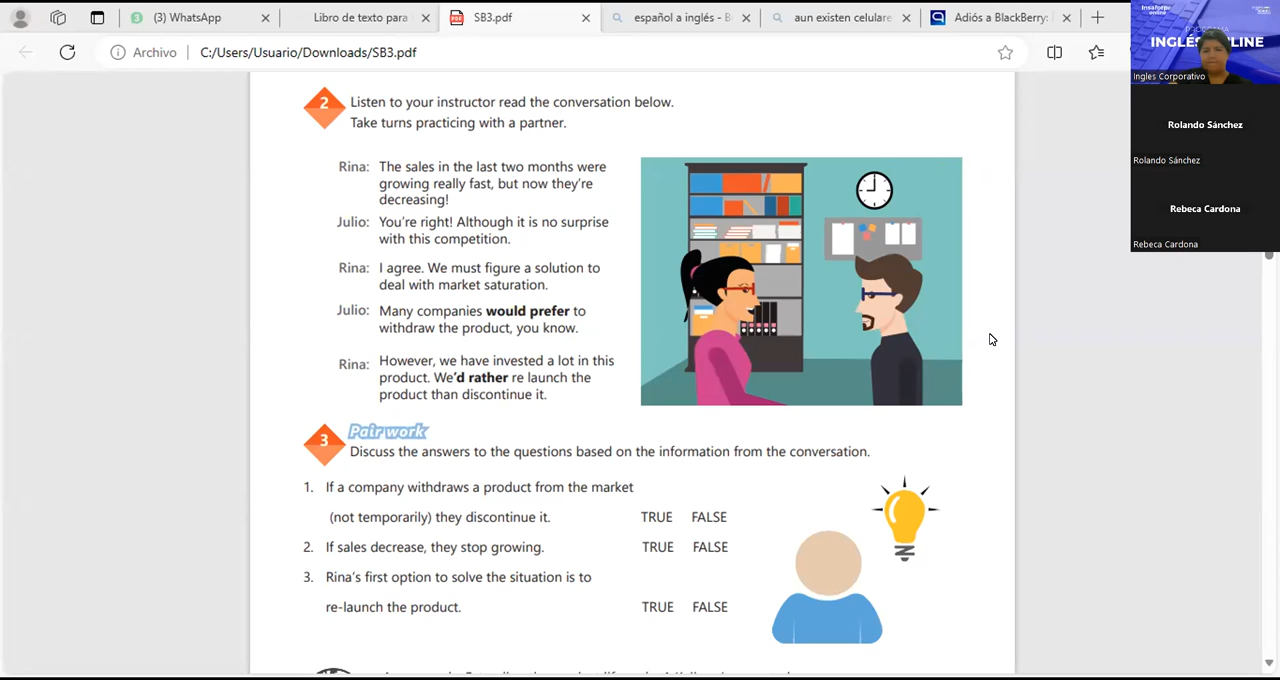 (3) WhatsApp
Libro de texto para
SB3.pdf
español a inglés - B
aun existen celulare
Adiós a BlackBerry:
Archivo
C:/Users/Usuario/Downloads/SB3.pdf
INGLÉS ONLINE
Ingles Corporativo
Rolando Sánchez
Rolando Sánchez
Rebeca Cardona
Rebeca Cardona
2
Listen to your instructor read the conversation below.
Take turns practicing with a partner.
Rina: The sales in the last two months were
growing really fast, but now they're
decreasing!
Julio: You're right! Although it is no surprise
with this competition.
Rina: I agree. We must figure a solution to
deal with market saturation.
Julio: Many companies would prefer to
withdraw the product, you know.
Rina: However, we have invested a lot in this
product. We'd rather re launch the
product than discontinue it.
3
Pair work
Discuss the answers to the questions based on the information from the conversation.
1. If a company withdraws a product from the market
(not temporarily) they discontinue it. TRUE FALSE
2. If sales decrease, they stop growing. TRUE FALSE
3. Rina's first option to solve the situation is to
re-launch the product. TRUE FALSE